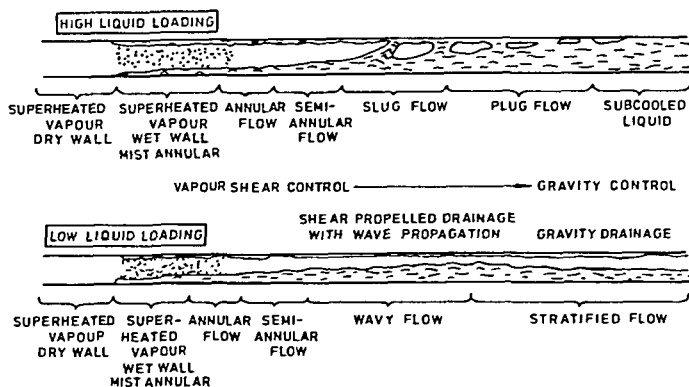 HIGH LIQUID LOADING
SUPERHEATED
VAPOUR
DRY WALL
SUPERHEATED
VAPOUR
WET WALL
MIST ANNULAR
ANNULAR
FLOW
SEMI-
ANNULAR
FLOW
SLUG FLOW
PLUG FLOW
SUBCOOLED
LIQUID
VAPOUR SHEAR CONTROL
GRAVITY CONTROL
LOW LIQUID LOADING
SHEAR PROPELLED DRAINAGE
WITH WAVE PROPAGATION
GRAVITY DRAINAGE
SUPERHEATED
VAPOUR
DRY WALL
SUPER-
HEATED
VAPOUR
WET WALL
MIST ANNULAR
ANNULAR
FLOW
SEMI-
ANNULAR
FLOW
WAVY FLOW
STRATIFIED FLOW